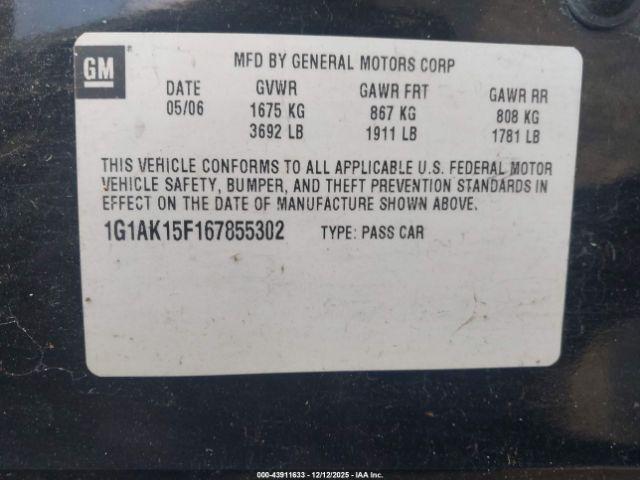 GM
MFD BY GENERAL MOTORS CORP
DATE GVWR GAWR FRT GAWR RR
05/06 1675 KG 867 KG 808 KG
3692 LB 1911 LB 1781 LB
THIS VEHICLE CONFORMS TO ALL APPLICABLE U.S. FEDERAL MOTOR
VEHICLE SAFETY, BUMPER, AND THEFT PREVENTION STANDARDS IN
EFFECT ON THE DATE OF MANUFACTURE SHOWN ABOVE.
1G1AK15F167855302 TYPE: PASS CAR
000-43911633 - 12/12/2025 - IAAI, Inc.